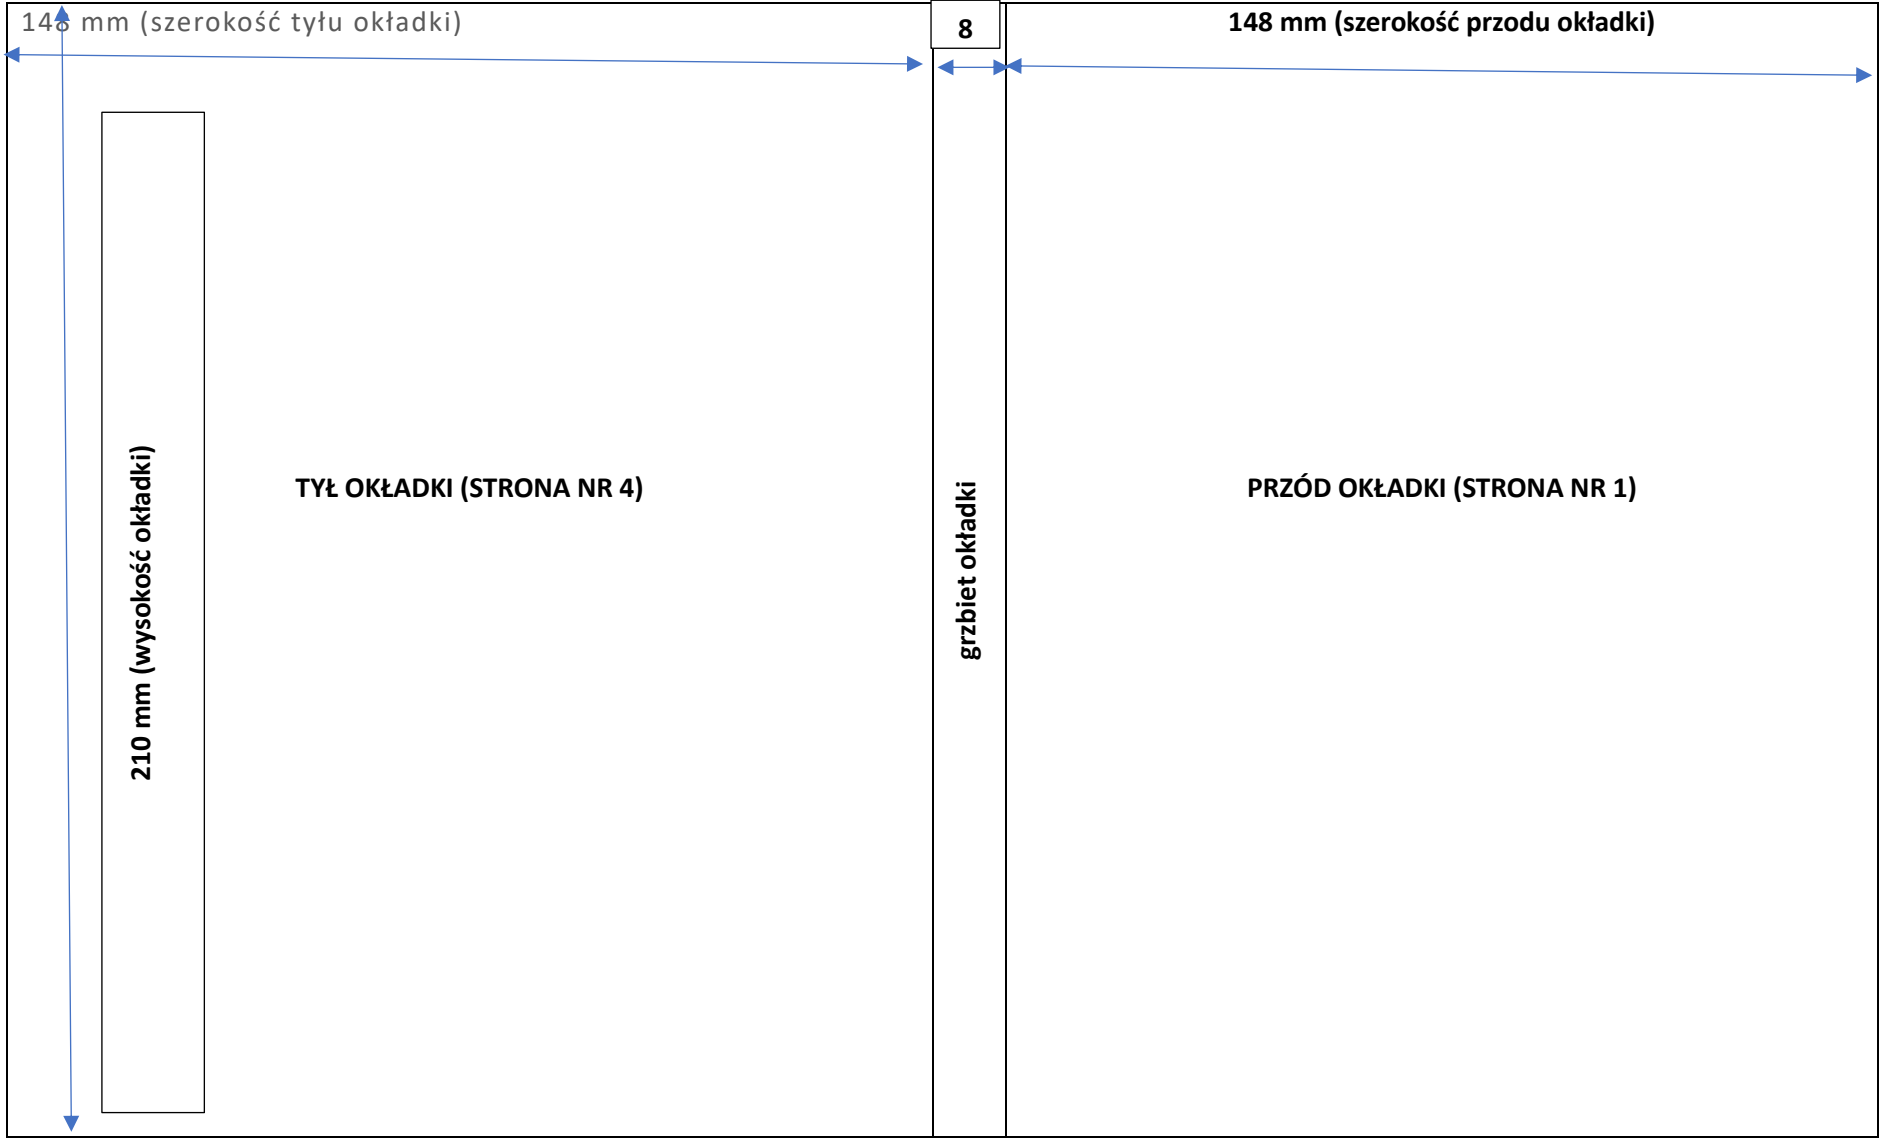 148 mm (szerokość tyłu okładki)
8
148 mm (szerokość przodu okładki)
210 mm (wysokość okładki)
TYŁ OKŁADKI (STRONA NR 4)
grzbiet okładki
PRZÓD OKŁADKI (STRONA NR 1)